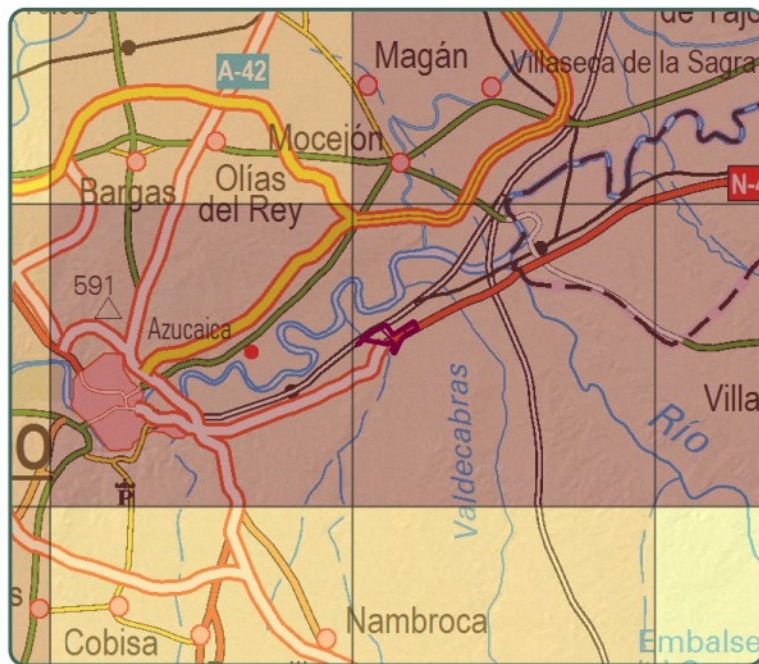 de Tajo
A-42
Magán
Villaseca de la Sagra
Mocejón
Bargas
Olías
del Rey
N-4
591
Azucaica
Villa
Río
O
Valdecabras
P
s
Nambroca
Cobisa
Embalse